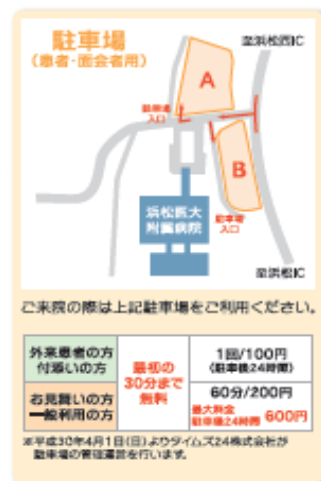 駐車場
(患者・面会者用)
至浜松西IC
A
駐車場
入口
B
浜松医大
附属病院
駐車場
入口
至浜松IC
ご来院の際は上記駐車場をご利用ください。
外来患者の方
付添いの方
最初の
30分まで
無料
1回/100円
(駐車後24時間)
お見舞いの方
一般利用の方
60分/200円
最大料金
駐車後24時間 600円
※平成30年4月1日(日)よりタイムズ24株式会社が
駐車場の管理運営を行います。